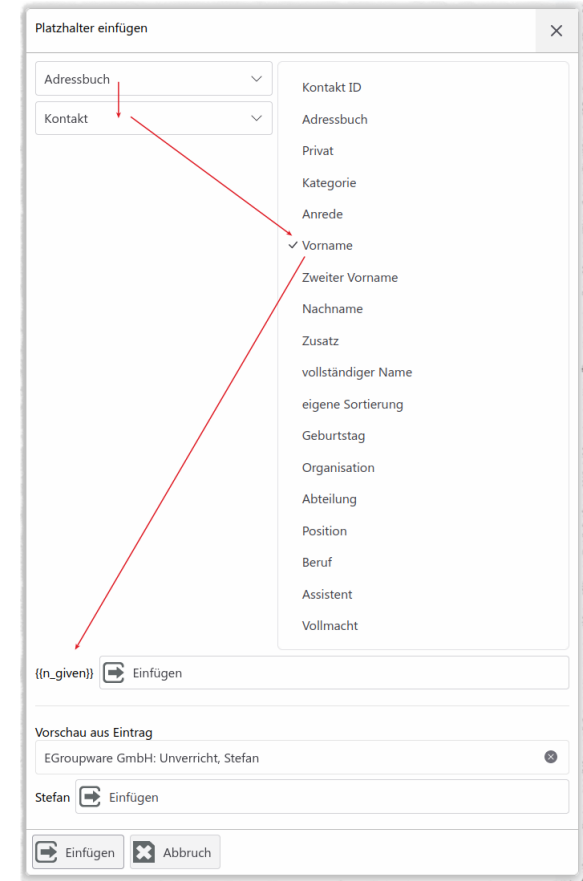 Platzhalter einfügen
Adressbuch
Kontakt
Kontakt ID
Adressbuch
Privat
Kategorie
Anrede
Vorname
Zweiter Vorname
Nachname
Zusatz
vollständiger Name
eigene Sortierung
Geburtstag
Organisation
Abteilung
Position
Beruf
Assistent
Vollmacht
{{n_given}} Einfügen
Vorschau aus Eintrag
EGroupware GmbH: Unverricht, Stefan
Stefan Einfügen
Einfügen Abbruch